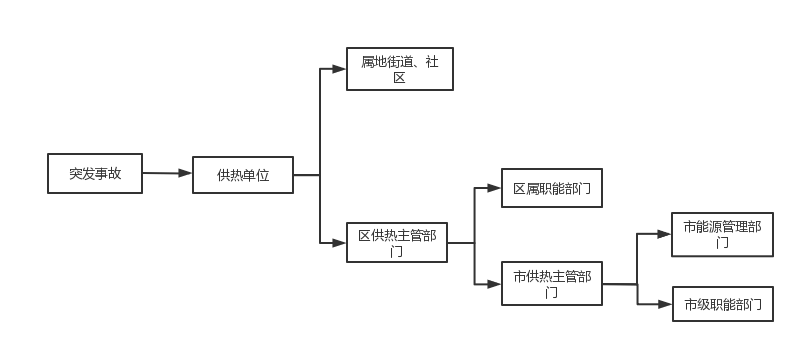 属地街道、社
区
突发事故
供热单位
区供热主管部
门
区属职能部门
市供热主管部
门
市能源管理部
门
市级职能部门